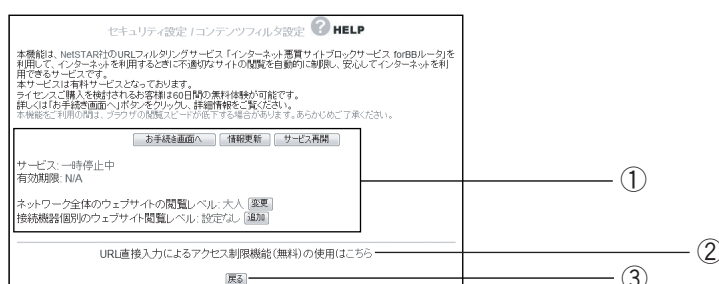 セキュリティ設定 / コンテンツフィルタ設定 ? HELP
本機能は、NetSTAR社のURLフィルタリングサービス「インターネット悪質サイトブロックサービス forBBルータ」を
利用して、インターネットを利用するときに不適切なサイトの閲覧を自動的に制限し、安心してインターネットを利
用できるサービスです。
本サービスは有料サービスとなっております。
ライセンスご購入を検討されるお客様は60日間の無料体験が可能です。
詳しくは「お手続き画面へ」ボタンをクリックし、詳細情報をご覧ください。
本機能をご利用の間は、ブラウザの閲覧スピードが低下する場合があります。あらかじめご了承ください。
お手続き画面へ 情報更新 サービス再開
サービス: 一時停止中
有効期限: N/A
①
ネットワーク全体のウェブサイトの閲覧レベル: 大人 変更
接続機器個別のウェブサイト閲覧レベル: 設定なし 追加
URL直接入力によるアクセス制限機能(無料)の使用はこちら
②
戻る
③